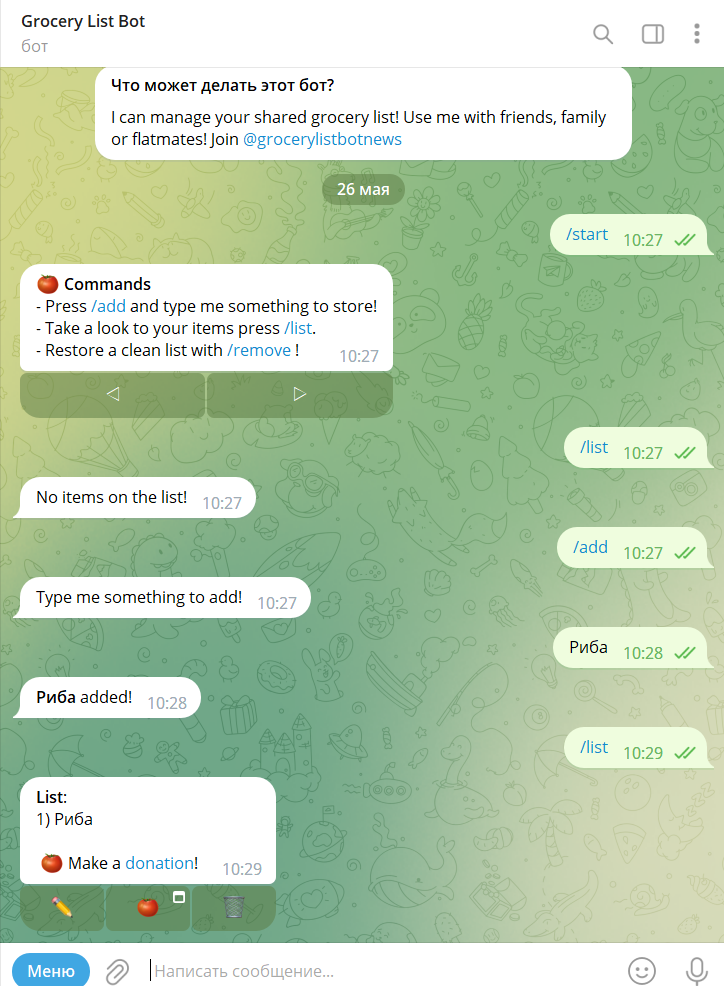 Grocery List Bot
бот
Что может делать этот бот?
I can manage your shared grocery list! Use me with friends, family
or flatmates! Join @grocerylistbotnews
26 мая
/start 10:27
🍅 Commands
- Press /add and type me something to store!
- Take a look to your items press /list.
- Restore a clean list with /remove !
10:27
/list 10:27
No items on the list! 10:27
/add 10:27
Type me something to add! 10:27
Риба 10:28
Риба added! 10:28
/list 10:29
List:
1) Риба
🍅 Make a donation! 10:29
Меню
Написать сообщение...